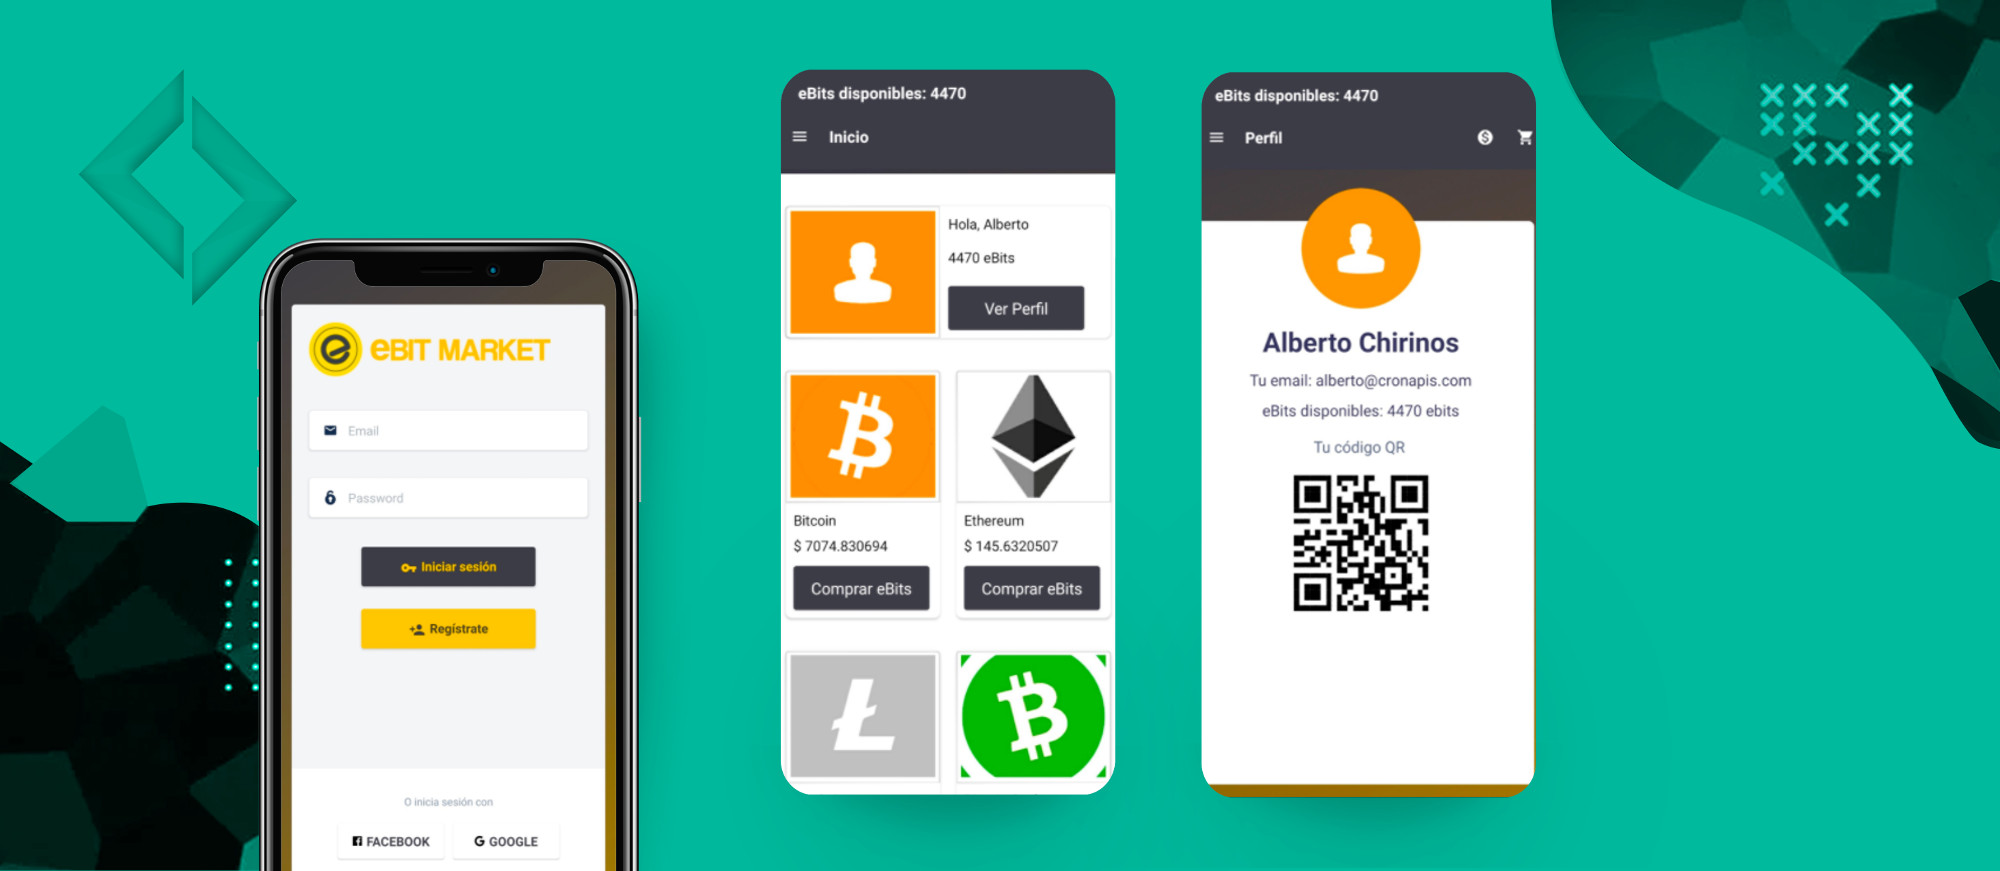 eBIT MARKET
Email
Password
Iniciar sesión
Regístrate
O inicia sesión con
FACEBOOK
GOOGLE
eBits disponibles: 4470
Inicio
Hola, Alberto
4470 eBits
Ver Perfil
Bitcoin
$ 7074.830694
Comprar eBits
Ethereum
$ 145.6320507
Comprar eBits
eBits disponibles: 4470
Perfil
Alberto Chirinos
Tu email: alberto@cronapis.com
eBits disponibles: 4470 ebits
Tu código QR